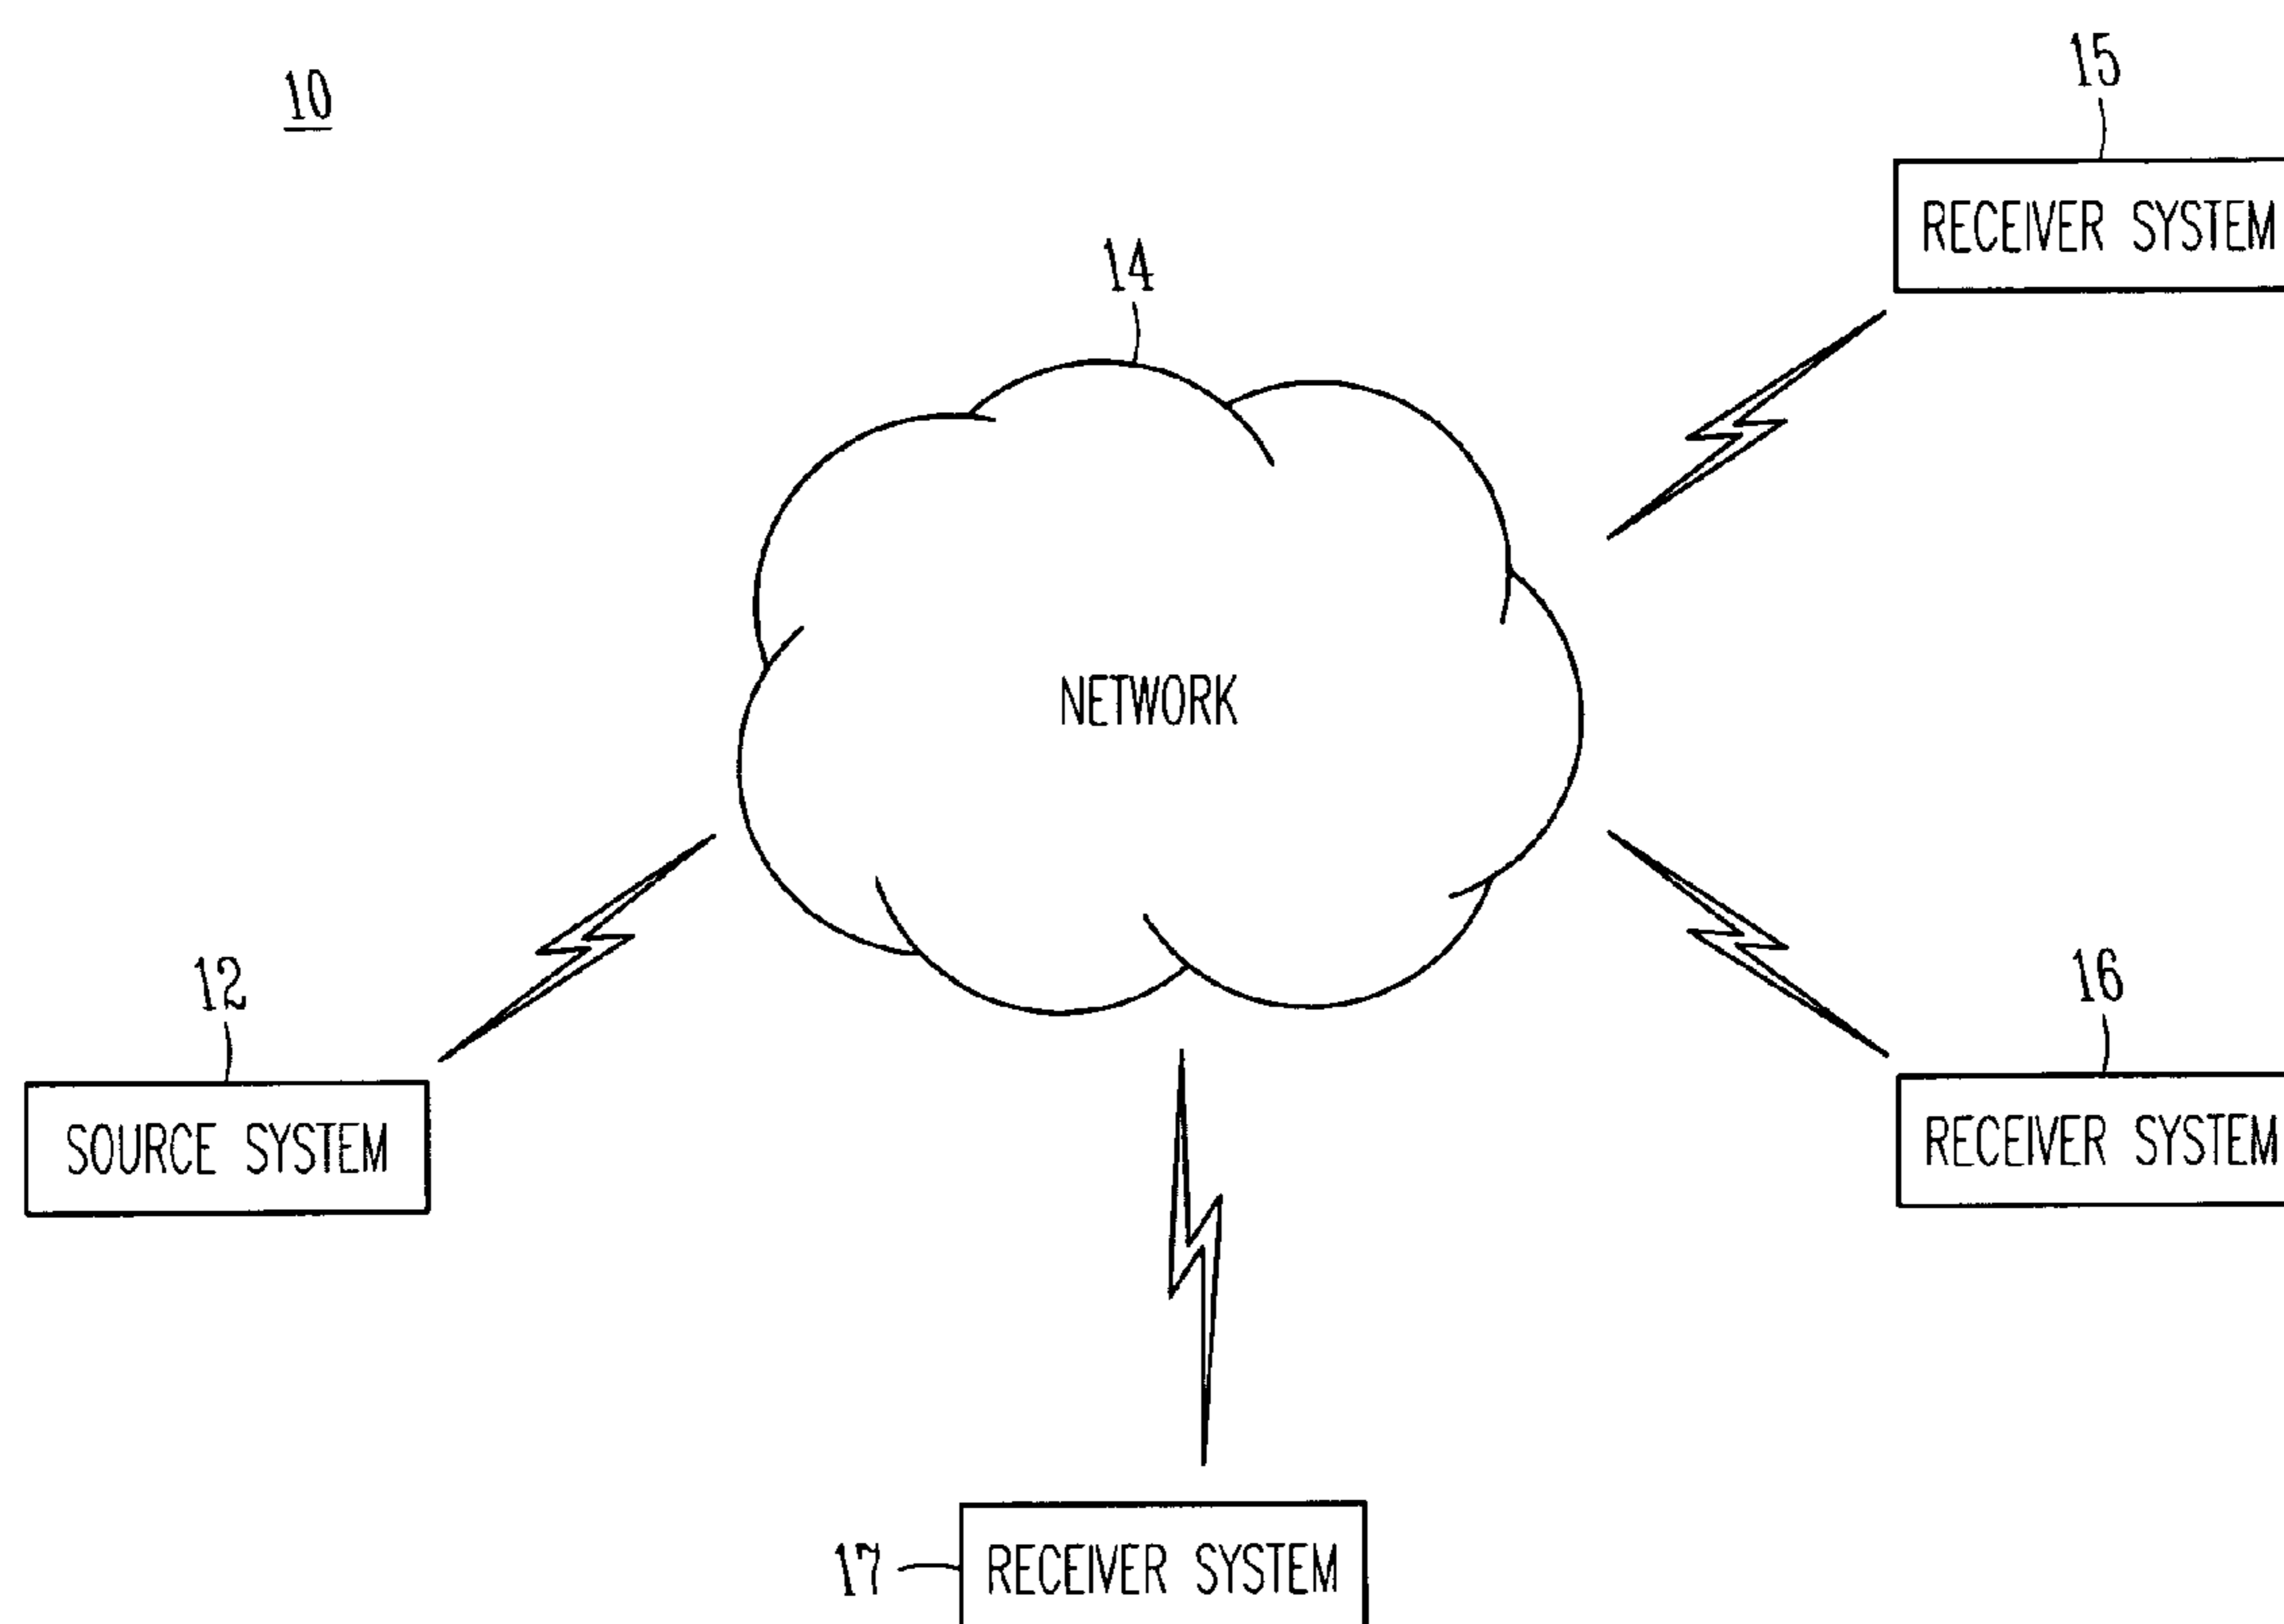 10
15
RECEIVER SYSTEM
14
NETWORK
12
SOURCE SYSTEM
16
RECEIVER SYSTEM
17
RECEIVER SYSTEM